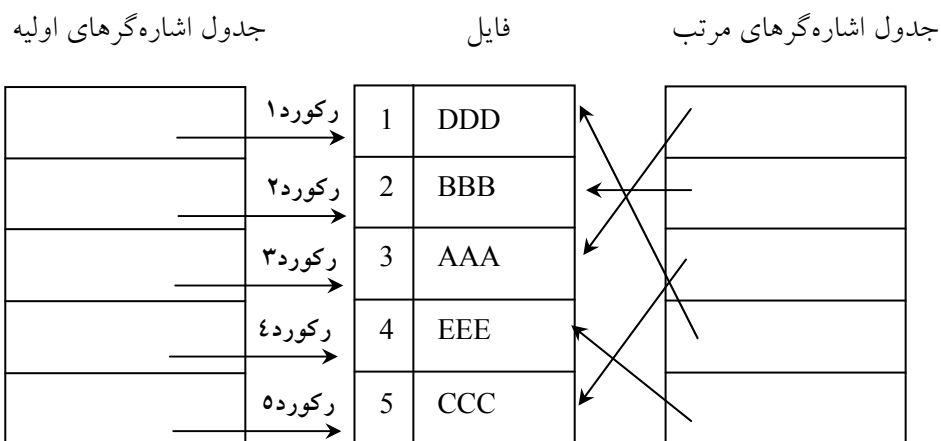 جدول اشاره‌گرهای مرتب فایل جدول اشاره‌گرهای اولیه
رکورد۱ 1 DDD
رکورد۲ 2 BBB
رکورد۳ 3 AAA
رکورد٤ 4 EEE
رکورد٥ 5 CCC